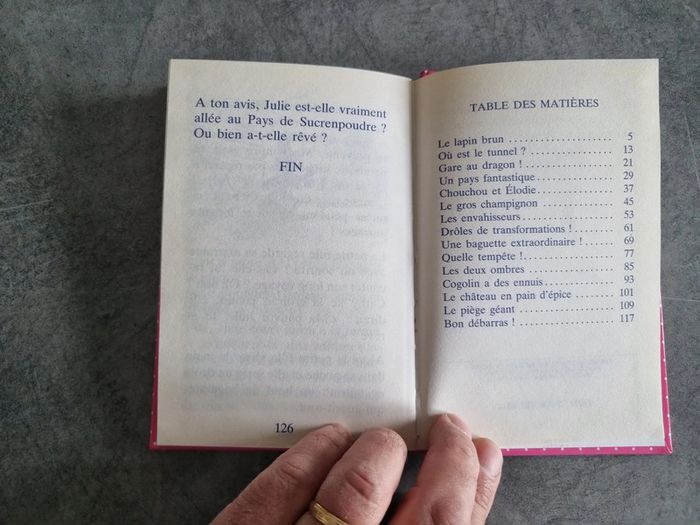 A ton avis, Julie est-elle vraiment
allée au Pays de Sucrenpoudre ?
Ou bien a-t-elle rêvé ?
FIN
126
TABLE DES MATIÈRES
Le lapin brun .................... 5
Où est le tunnel ? ................ 13
Gare au dragon ! .................. 21
Un pays fantastique ............... 29
Chouchou et Élodie ................ 37
Le gros champignon ................ 45
Les envahisseurs .................. 53
Drôles de transformations ! ....... 61
Une baguette extraordinaire ! ..... 69
Quelle tempête ! .................. 77
Les deux ombres ................... 85
Cogolin a des ennuis .............. 93
Le château en pain d'épice ........ 101
Le piège géant .................... 109
Bon débarras ! .................... 117